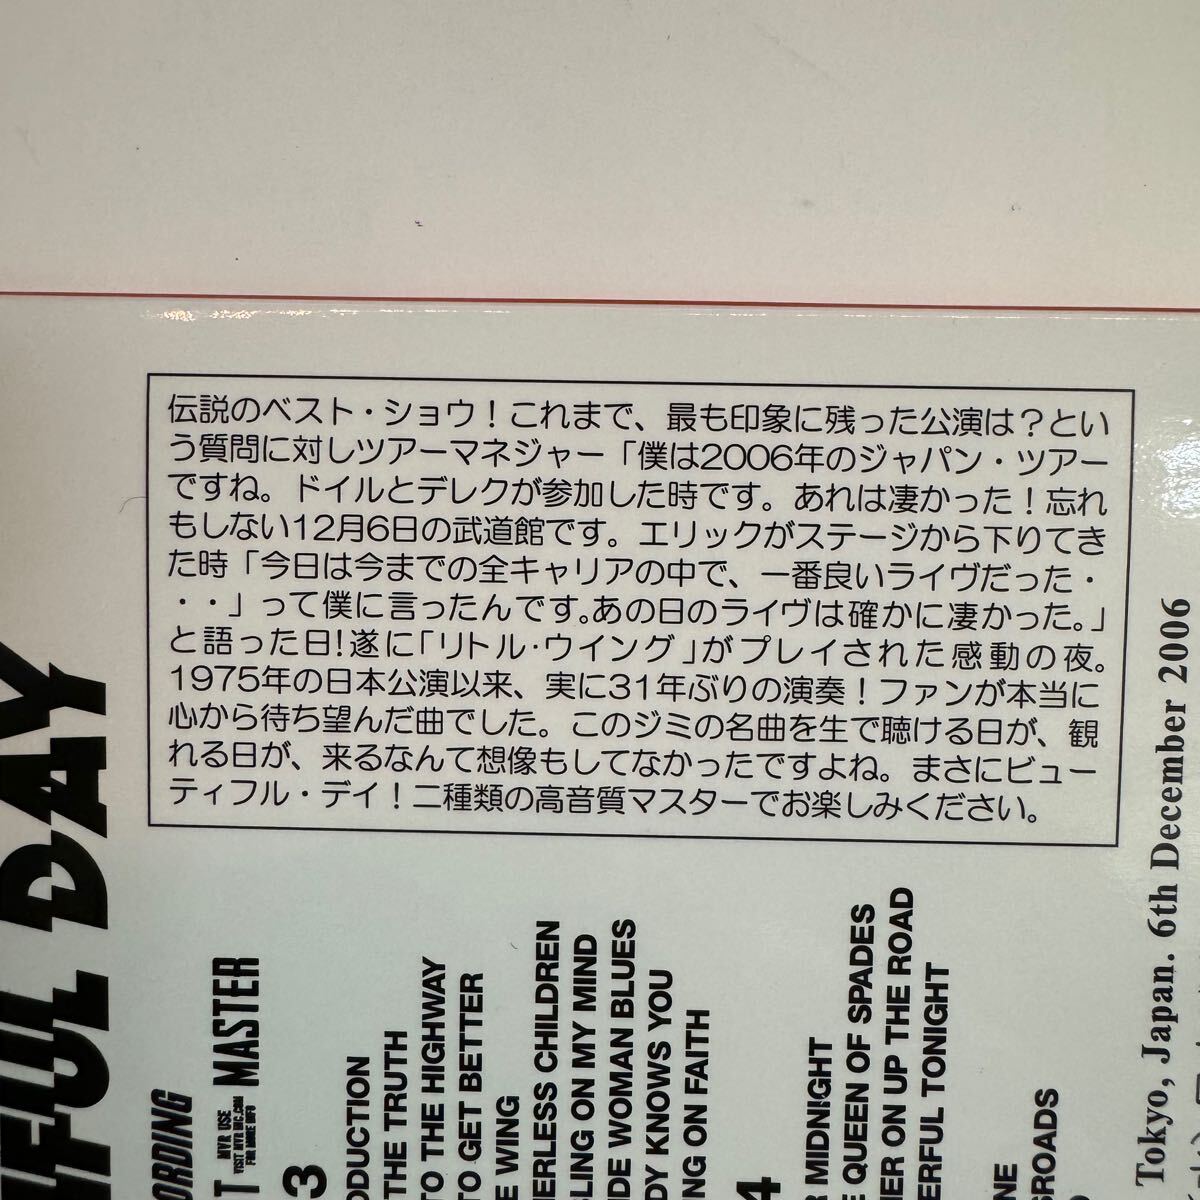 伝説のベスト・ショウ！これまで、最も印象に残った公演は？とい
う質問に対しツアーマネジャー「僕は2006年のジャパン・ツアー
ですね。ドイルとデレクが参加した時です。あれは凄かった！忘れ
もしない12月6日の武道館です。エリックがステージから下りてき
た時「今日は今までの全キャリアの中で、一番良いライヴだった・
・・」って僕に言ったんです。あの日のライヴは確かに凄かった。」
と語った日！遂に「リトル・ウイング」がプレイされた感動の夜。
1975年の日本公演以来、実に31年ぶりの演奏！ファンが本当に
心から待ち望んだ曲でした。このジミの名曲を生で聴ける日が、観
れる日が、来るなんて想像もしてなかったですよね。まさにビュー
ティフル・デイ！二種類の高音質マスターでお楽しみください。
FUL DAY
ORDING
MASTER
MVR USE
VISIT MVR.MC.COM
FOR MORE INFO
3
ODUCTION
THE TRUTH
TO THE HIGHWAY
TO GET BETTER
E WING
HERLESS CHILDREN
BLING ON MY MIND
IDE WOMAN BLUES
DY KNOWS YOU
NG ON FAITH
4
R MIDNIGHT
E QUEEN OF SPADES
HER ON UP THE ROAD
ERFUL TONIGHT
NE
ROADS
Tokyo, Japan. 6th December 2006